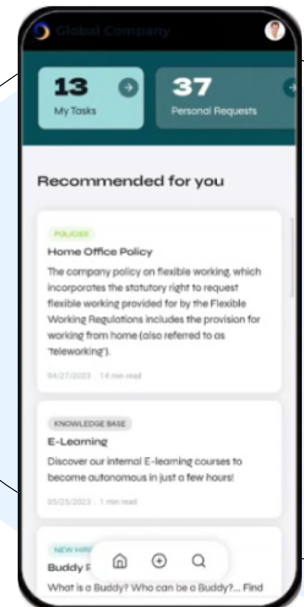 Global Company
13
My Tasks
37
Personal Requests
Recommended for you
POLICIES
Home Office Policy
The company policy on flexible working, which
incorporates the statutory right to request
flexible working provided for by the Flexible
Working Regulations includes the provision for
working from home (also referred to as
'teleworking').
04/27/2023 14 min read
KNOWLEDGE BASE
E-Learning
Discover our internal E-learning courses to
become autonomous in just a few hours!
05/25/2023 1 min read
NEW
Buddy
What is a Buddy? Who can be a Buddy?... Find